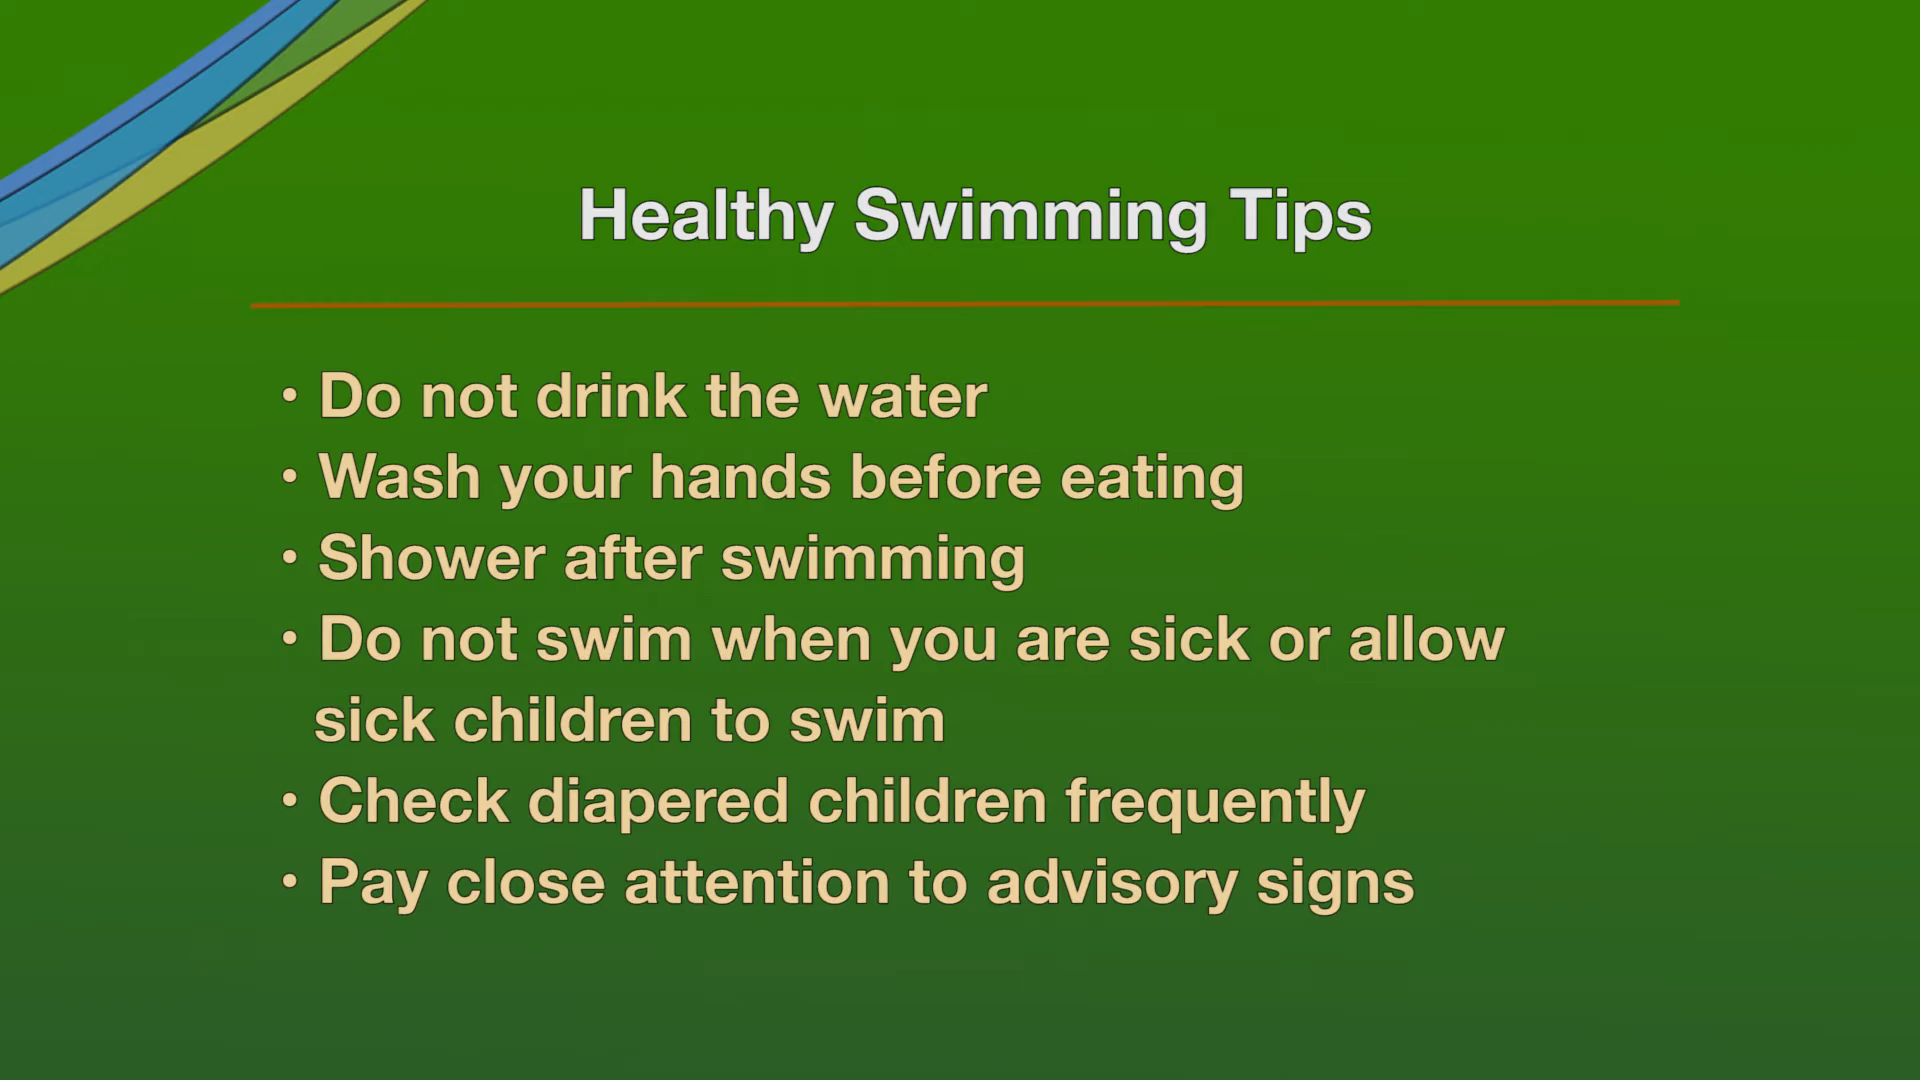 Healthy Swimming Tips
• Do not drink the water
• Wash your hands before eating
• Shower after swimming
• Do not swim when you are sick or allow
sick children to swim
• Check diapered children frequently
• Pay close attention to advisory signs